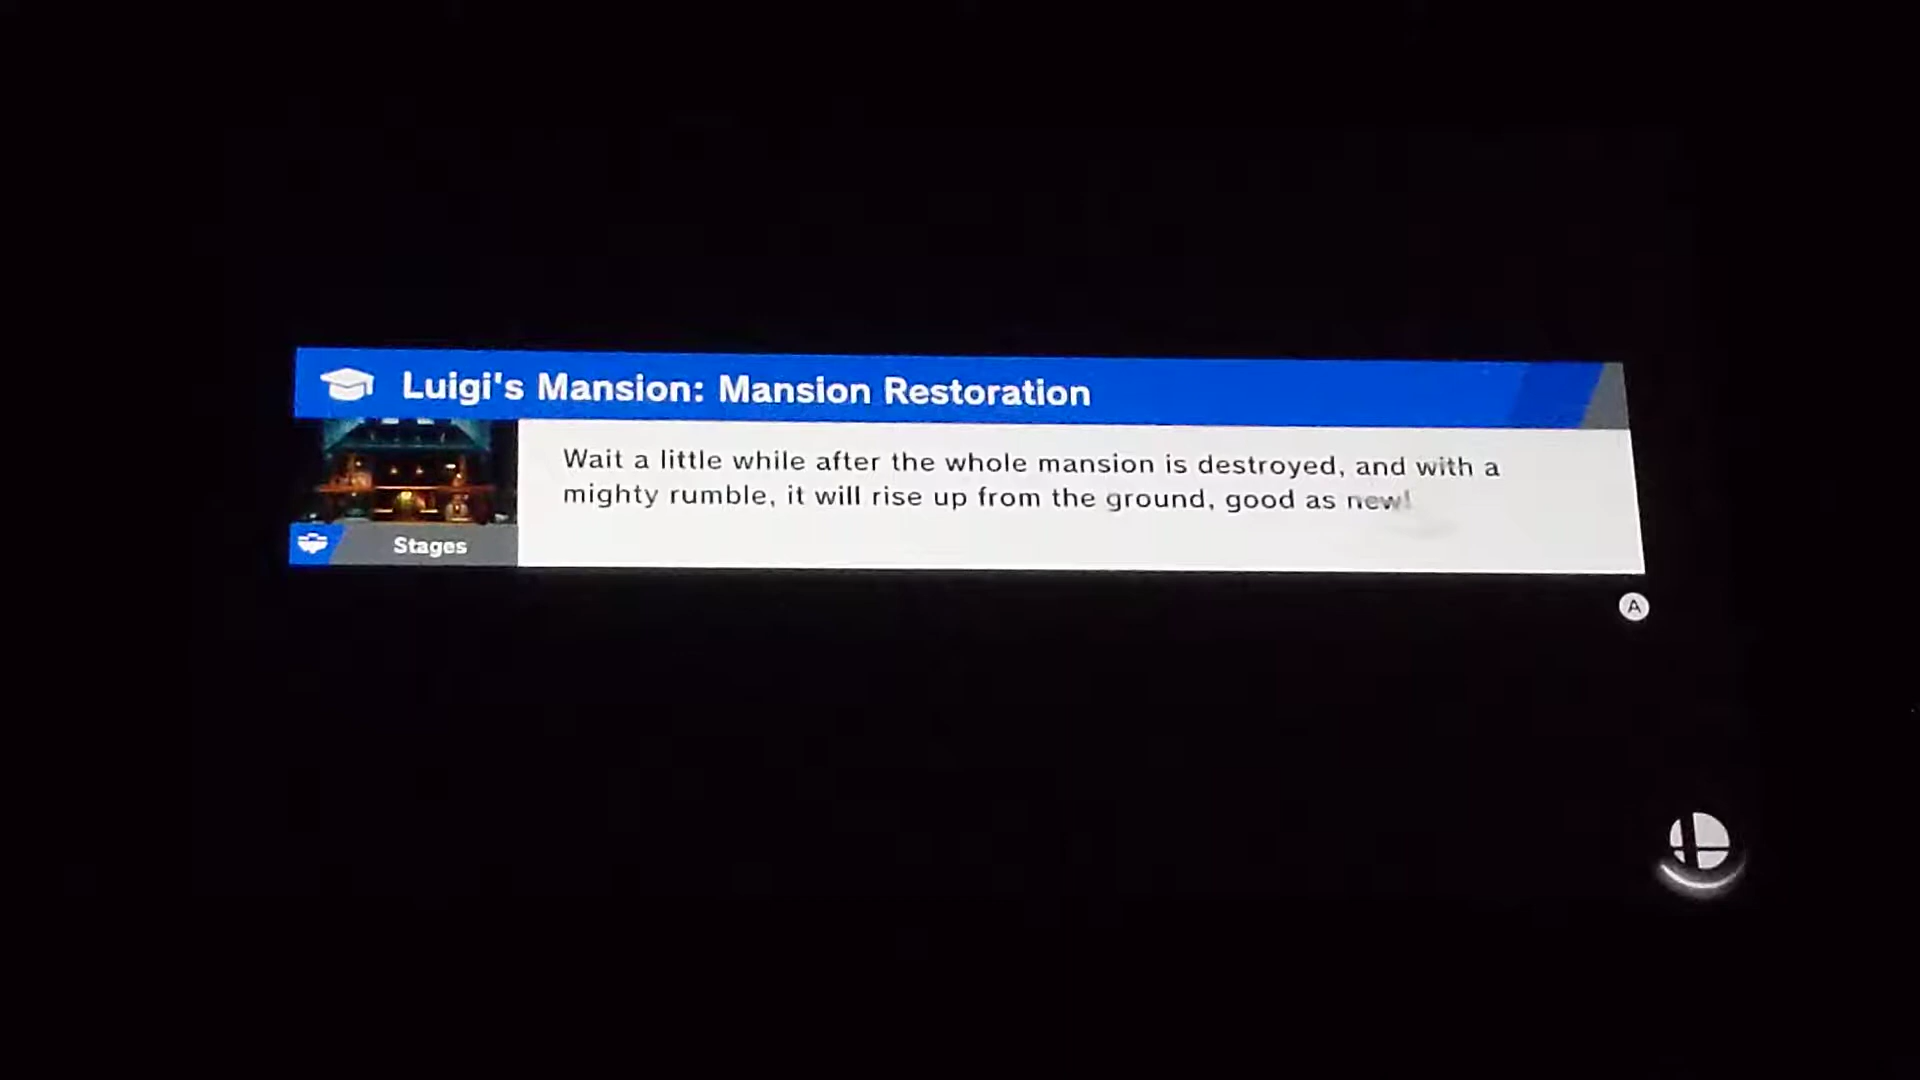 Luigi's Mansion: Mansion Restoration
Wait a little while after the whole mansion is destroyed, and with a
mighty rumble, it will rise up from the ground, good as new!
Stages
A